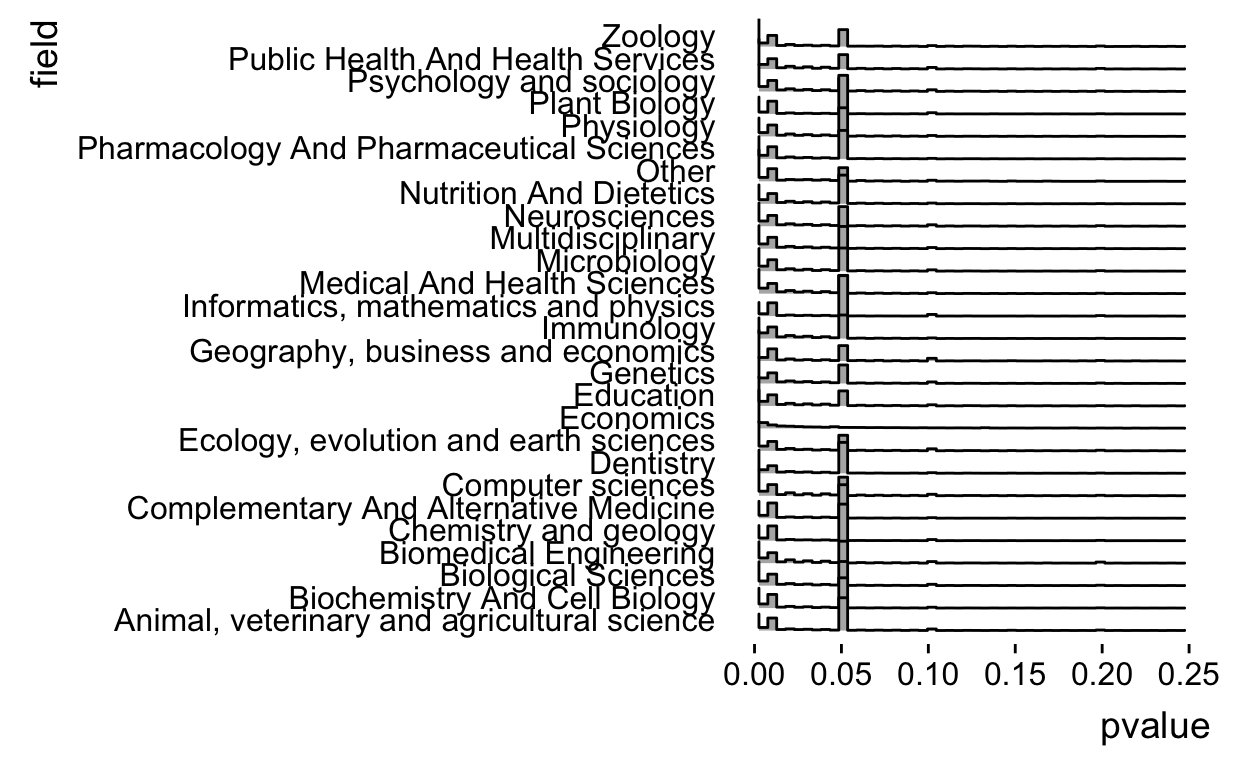 field
Zoology
Public Health And Health Services
Psychology and sociology
Plant Biology
Physiology
Pharmacology And Pharmaceutical Sciences
Other
Nutrition And Dietetics
Neurosciences
Multidisciplinary
Microbiology
Medical And Health Sciences
Informatics, mathematics and physics
Immunology
Geography, business and economics
Genetics
Education
Economics
Ecology, evolution and earth sciences
Dentistry
Computer sciences
Complementary And Alternative Medicine
Chemistry and geology
Biomedical Engineering
Biological Sciences
Biochemistry And Cell Biology
Animal, veterinary and agricultural science
0.00 0.05 0.10 0.15 0.20 0.25
pvalue